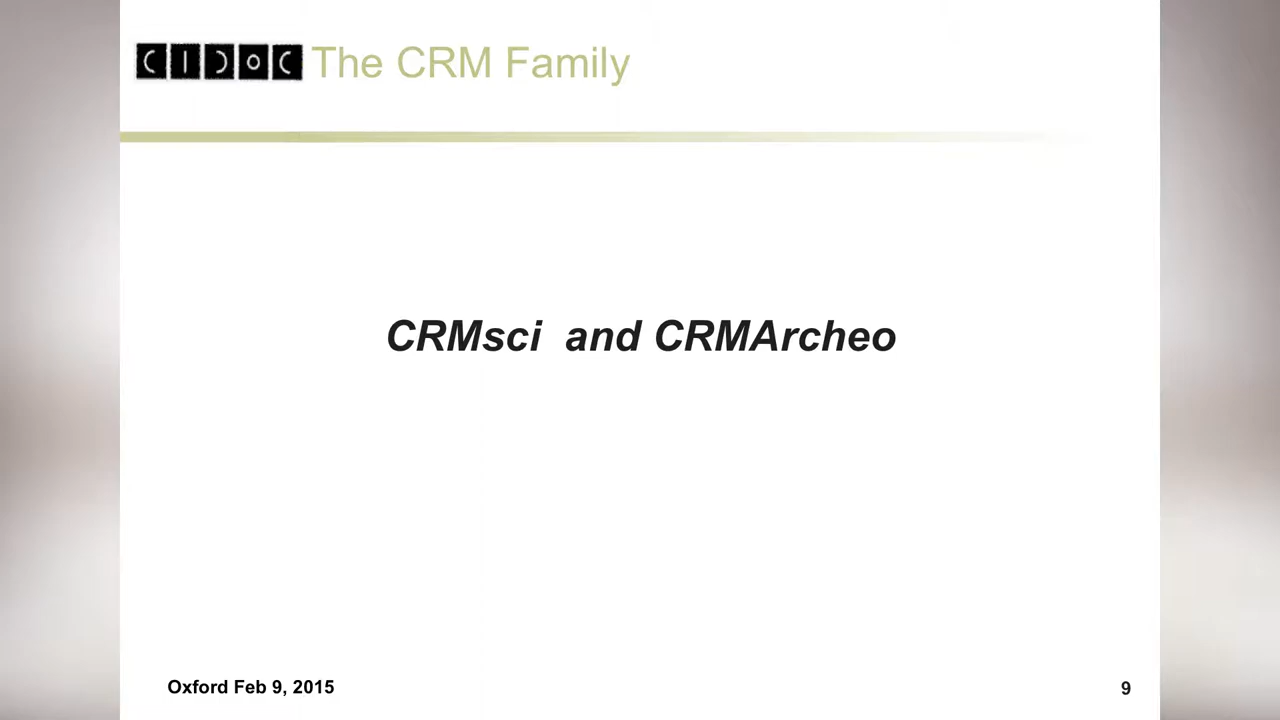 CIDOC The CRM Family
CRMsci and CRMArcheo
Oxford Feb 9, 2015
9